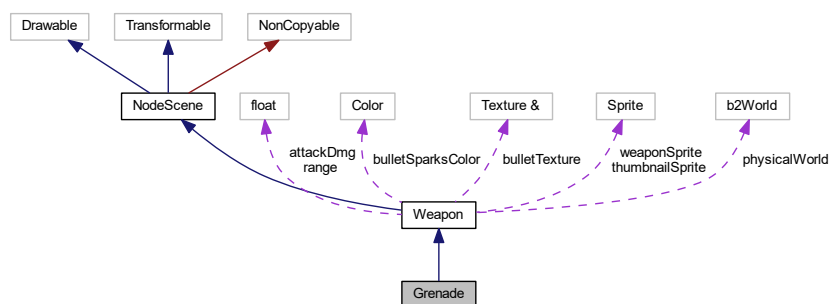 Drawable
Transformable
NonCopyable
NodeScene
float
Color
Texture &
Sprite
b2World
attackDmg
range
bulletSparksColor
bulletTexture
weaponSprite
thumbnailSprite
physicalWorld
Weapon
Grenade